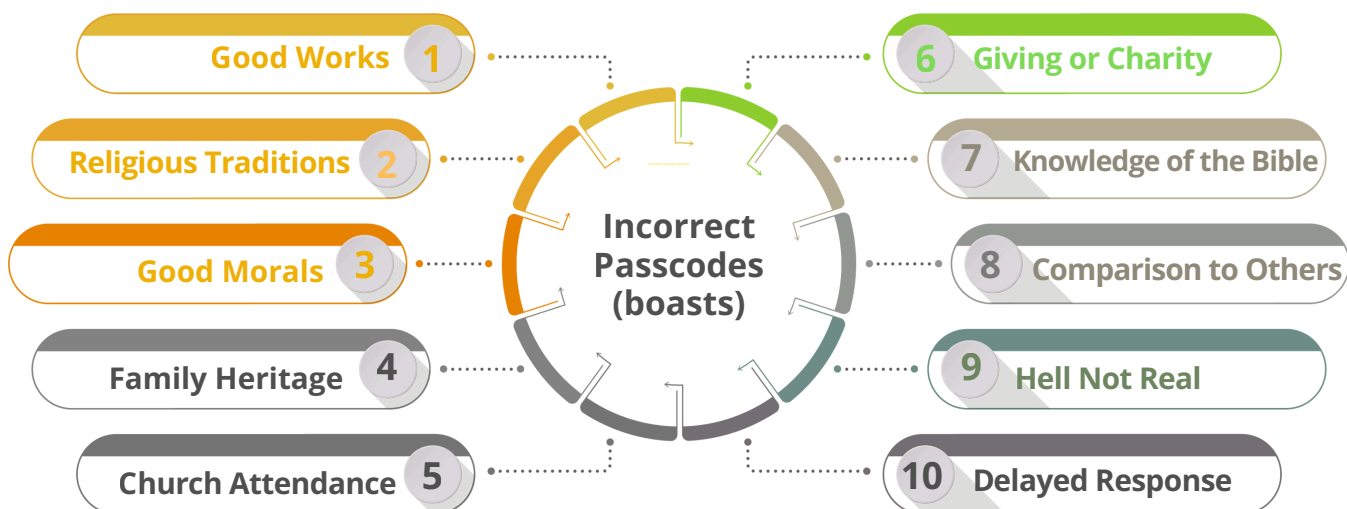 Good Works 1
Religious Traditions 2
Good Morals 3
Family Heritage 4
Church Attendance 5
Incorrect
Passcodes
(boasts)
6 Giving or Charity
7 Knowledge of the Bible
8 Comparison to Others
9 Hell Not Real
10 Delayed Response